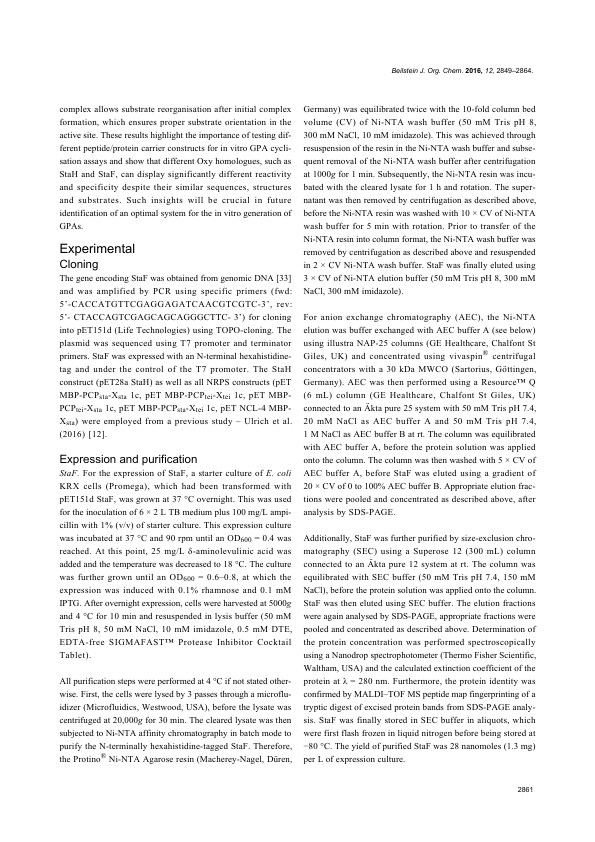 Beilstein J. Org. Chem. 2016, 12, 2849–2864.
complex allows substrate reorganisation after initial complex
formation, which ensures proper substrate orientation in the
active site. These results highlight the importance of testing dif-
ferent peptide/protein carrier constructs for in vitro GPA cycli-
sation assays and show that different Oxy homologues, such as
StaH and StaF, can display significantly different reactivity
and specificity despite their similar sequences, structures
and substrates. Such insights will be crucial in future
identification of an optimal system for the in vitro generation of
GPAs.
Experimental
Cloning
The gene encoding StaF was obtained from genomic DNA [33]
and was amplified by PCR using specific primers (fwd:
5’-CACCATGTTCGAGGAGATCAACGTCGTC-3’, rev:
5’- CTACCAGTCGAGCAGCAGGGCTTC- 3’) for cloning
into pET151d (Life Technologies) using TOPO-cloning. The
plasmid was sequenced using T7 promoter and terminator
primers. StaF was expressed with an N-terminal hexahistidine-
tag and under the control of the T7 promoter. The StaH
construct (pET28a StaH) as well as all NRPS constructs (pET
MBP-PCPsta-Xsta 1c, pET MBP-PCPtei-Xtei 1c, pET MBP-
PCPtei-Xsta 1c, pET MBP-PCPsta-Xtei 1c, pET NCL-4 MBP-
Xsta) were employed from a previous study – Ulrich et al.
(2016) [12].
Expression and purification
StaF. For the expression of StaF, a starter culture of E. coli
KRX cells (Promega), which had been transformed with
pET151d StaF, was grown at 37 °C overnight. This was used
for the inoculation of 6 × 2 L TB medium plus 100 mg/L ampi-
cillin with 1% (v/v) of starter culture. This expression culture
was incubated at 37 °C and 90 rpm until an OD600 = 0.4 was
reached. At this point, 25 mg/L δ-aminolevulinic acid was
added and the temperature was decreased to 18 °C. The culture
was further grown until an OD600 = 0.6–0.8, at which the
expression was induced with 0.1% rhamnose and 0.1 mM
IPTG. After overnight expression, cells were harvested at 5000g
and 4 °C for 10 min and resuspended in lysis buffer (50 mM
Tris pH 8, 50 mM NaCl, 10 mM imidazole, 0.5 mM DTE,
EDTA-free SIGMAFAST™ Protease Inhibitor Cocktail
Tablet).
All purification steps were performed at 4 °C if not stated other-
wise. First, the cells were lysed by 3 passes through a microflu-
idizer (Microfluidics, Westwood, USA), before the lysate was
centrifuged at 20,000g for 30 min. The cleared lysate was then
subjected to Ni-NTA affinity chromatography in batch mode to
purify the N-terminally hexahistidine-tagged StaF. Therefore,
the Protino® Ni-NTA Agarose resin (Macherey-Nagel, Düren,
Germany) was equilibrated twice with the 10-fold column bed
volume (CV) of Ni-NTA wash buffer (50 mM Tris pH 8,
300 mM NaCl, 10 mM imidazole). This was achieved through
resuspension of the resin in the Ni-NTA wash buffer and subse-
quent removal of the Ni-NTA wash buffer after centrifugation
at 1000g for 1 min. Subsequently, the Ni-NTA resin was incu-
bated with the cleared lysate for 1 h and rotation. The super-
natant was then removed by centrifugation as described above,
before the Ni-NTA resin was washed with 10 × CV of Ni-NTA
wash buffer for 5 min with rotation. Prior to transfer of the
Ni-NTA resin into column format, the Ni-NTA wash buffer was
removed by centrifugation as described above and resuspended
in 2 × CV Ni-NTA wash buffer. StaF was finally eluted using
3 × CV of Ni-NTA elution buffer (50 mM Tris pH 8, 300 mM
NaCl, 300 mM imidazole).
For anion exchange chromatography (AEC), the Ni-NTA
elution was buffer exchanged with AEC buffer A (see below)
using illustra NAP-25 columns (GE Healthcare, Chalfont St
Giles, UK) and concentrated using vivaspin® centrifugal
concentrators with a 30 kDa MWCO (Sartorius, Göttingen,
Germany). AEC was then performed using a Resource™ Q
(6 mL) column (GE Healthcare, Chalfont St Giles, UK)
connected to an Äkta pure 25 system with 50 mM Tris pH 7.4,
20 mM NaCl as AEC buffer A and 50 mM Tris pH 7.4,
1 M NaCl as AEC buffer B at rt. The column was equilibrated
with AEC buffer A, before the protein solution was applied
onto the column. The column was then washed with 5 × CV of
AEC buffer A, before StaF was eluted using a gradient of
20 × CV of 0 to 100% AEC buffer B. Appropriate elution frac-
tions were pooled and concentrated as described above, after
analysis by SDS-PAGE.
Additionally, StaF was further purified by size-exclusion chro-
matography (SEC) using a Superose 12 (300 mL) column
connected to an Äkta pure 12 system at rt. The column was
equilibrated with SEC buffer (50 mM Tris pH 7.4, 150 mM
NaCl), before the protein solution was applied onto the column.
StaF was then eluted using SEC buffer. The elution fractions
were again analysed by SDS-PAGE, appropriate fractions were
pooled and concentrated as described above. Determination of
the protein concentration was performed spectroscopically
using a Nanodrop spectrophotometer (Thermo Fisher Scientific,
Waltham, USA) and the calculated extinction coefficient of the
protein at λ = 280 nm. Furthermore, the protein identity was
confirmed by MALDI–TOF MS peptide map fingerprinting of a
tryptic digest of excised protein bands from SDS-PAGE analy-
sis. StaF was finally stored in SEC buffer in aliquots, which
were first flash frozen in liquid nitrogen before being stored at
−80 °C. The yield of purified StaF was 28 nanomoles (1.3 mg)
per L of expression culture.
2861